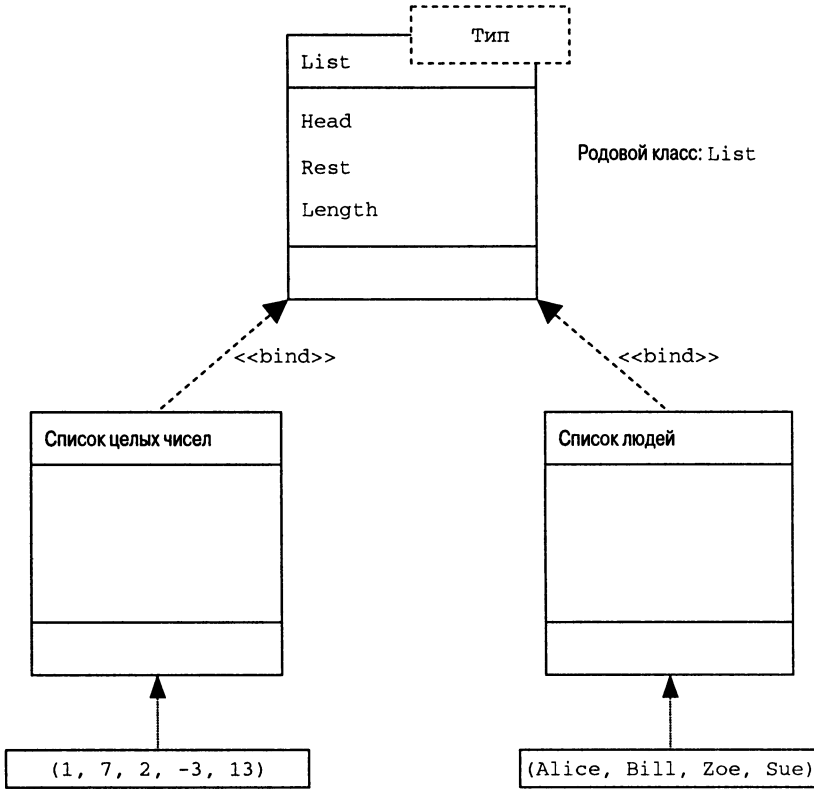 Тип
List
Head
Rest
Length
Родовой класс: List
<<bind>>
<<bind>>
Список целых чисел
Список людей
(1, 7, 2, -3, 13)
(Alice, Bill, Zoe, Sue)